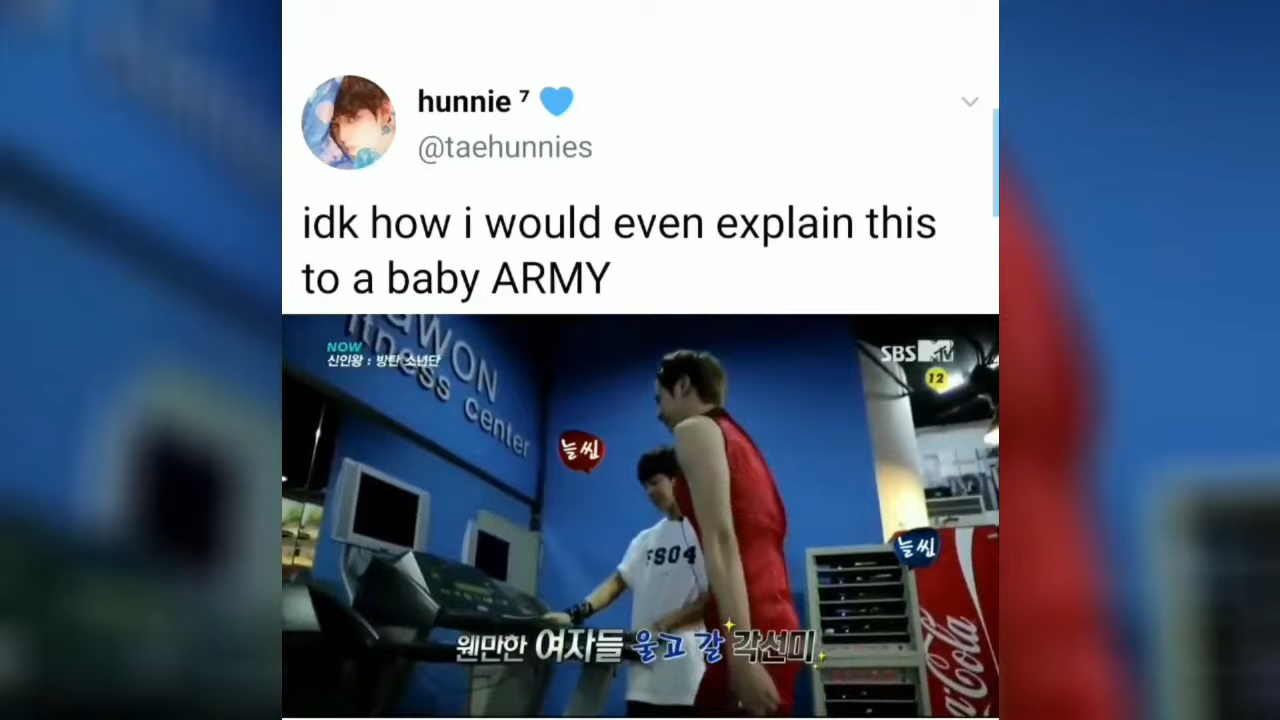 hunnie ⁷ 💙
@taehunnies
idk how i would even explain this
to a baby ARMY
NOW
신인왕 : 방탄소년단
SBS MTV
12
WON
fitness center
늘씬
FSO4
늘씬
웬만한 여자들 울고 갈 각선미
Coca-Cola